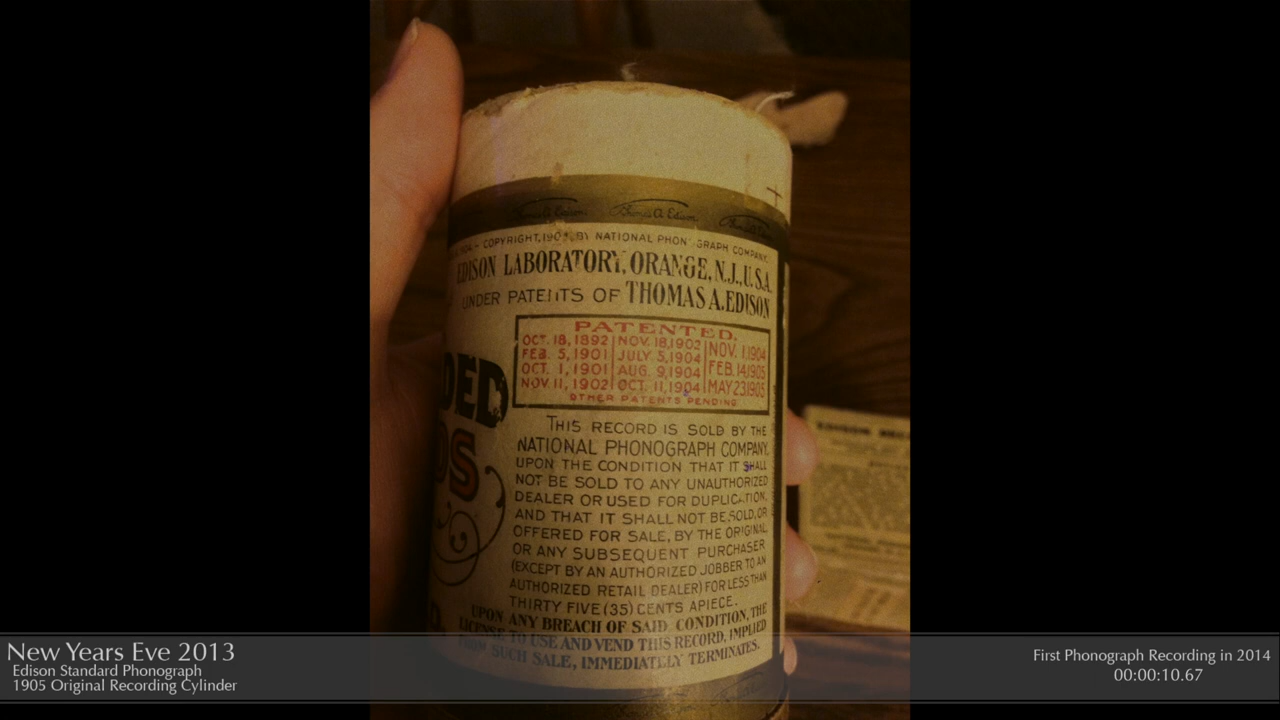 Thomas A. Edison
COPYRIGHT, BY NATIONAL PHONOGRAPH COMPANY
EDISON LABORATORY, ORANGE, N.J., U.S.A.
UNDER PATENTS OF THOMAS A. EDISON
PATENTED.
OCT. 18, 1892 NOV. 18, 1902 NOV. 1, 1904
FEB. 5, 1901 JULY 5, 1904 FEB. 14, 1905
OCT. 1, 1901 AUG. 9, 1904 MAY 23, 1905
NOV. 11, 1902 OCT. 11, 1904
OTHER PATENTS PENDING
DED
DS
THIS RECORD IS SOLD BY THE
NATIONAL PHONOGRAPH COMPANY
UPON THE CONDITION THAT IT SHALL
NOT BE SOLD TO ANY UNAUTHORIZED
DEALER OR USED FOR DUPLICATION,
AND THAT IT SHALL NOT BE SOLD, OR
OFFERED FOR SALE, BY THE ORIGINAL,
OR ANY SUBSEQUENT PURCHASER
(EXCEPT BY AN AUTHORIZED JOBBER TO AN
AUTHORIZED RETAIL DEALER) FOR LESS THAN
THIRTY FIVE (35) CENTS APIECE.
UPON ANY BREACH OF SAID CONDITION, THE
LICENSE TO USE AND VEND THIS RECORD, IMPLIED
FROM SUCH SALE, IMMEDIATELY TERMINATES.
New Years Eve 2013
Edison Standard Phonograph
1905 Original Recording Cylinder
First Phonograph Recording in 2014
00:00:10.67